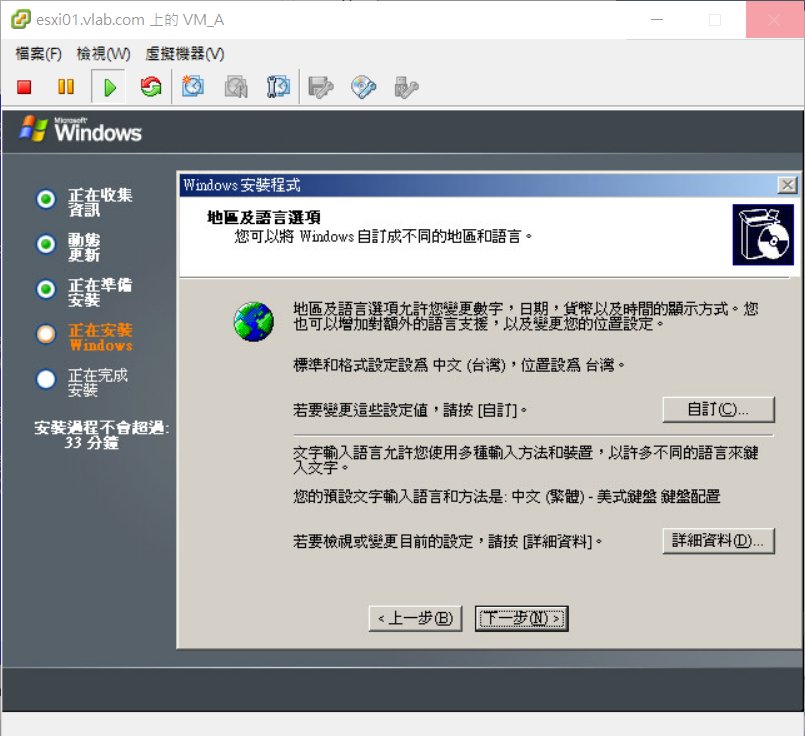 esxi01.vlab.com 上的 VM_A
檔案(F) 檢視(W) 虛擬機器(V)
Microsoft
Windows
正在收集
資訊
動態
更新
正在準備
安裝
正在安裝
Windows
正在完成
安裝
安裝過程不會超過:
33 分鐘
Windows 安裝程式
地區及語言選項
您可以將 Windows 自訂成不同的地區和語言。
地區及語言選項允許您變更數字，日期，貨幣以及時間的顯示方式。您
也可以增加對額外的語言支援，以及變更您的位置設定。
標準和格式設定設為 中文 (台灣)，位置設為 台灣。
若要變更這些設定值，請按 [自訂]。
自訂(C)...
文字輸入語言允許您使用多種輸入方法和裝置，以許多不同的語言來鍵
入文字。
您的預設文字輸入語言和方法是: 中文 (繁體) - 美式鍵盤 鍵盤配置
若要檢視或變更目前的設定，請按 [詳細資料]。
詳細資料(D)...
< 上一步(B)
下一步(N) >